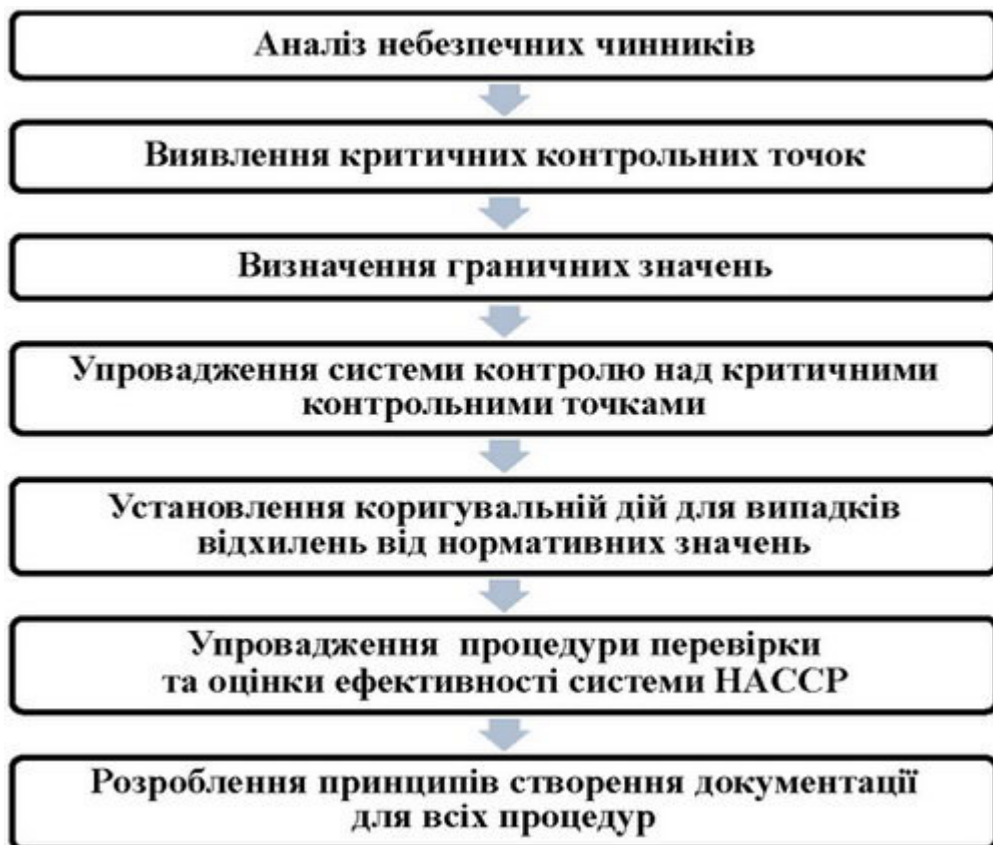 Аналіз небезпечних чинників
Виявлення критичних контрольних точок
Визначення граничних значень
Упровадження системи контролю над критичними
контрольними точками
Установлення коригувальній дій для випадків
відхилень від нормативних значень
Упровадження процедури перевірки
та оцінки ефективності системи НАССР
Розроблення принципів створення документації
для всіх процедур